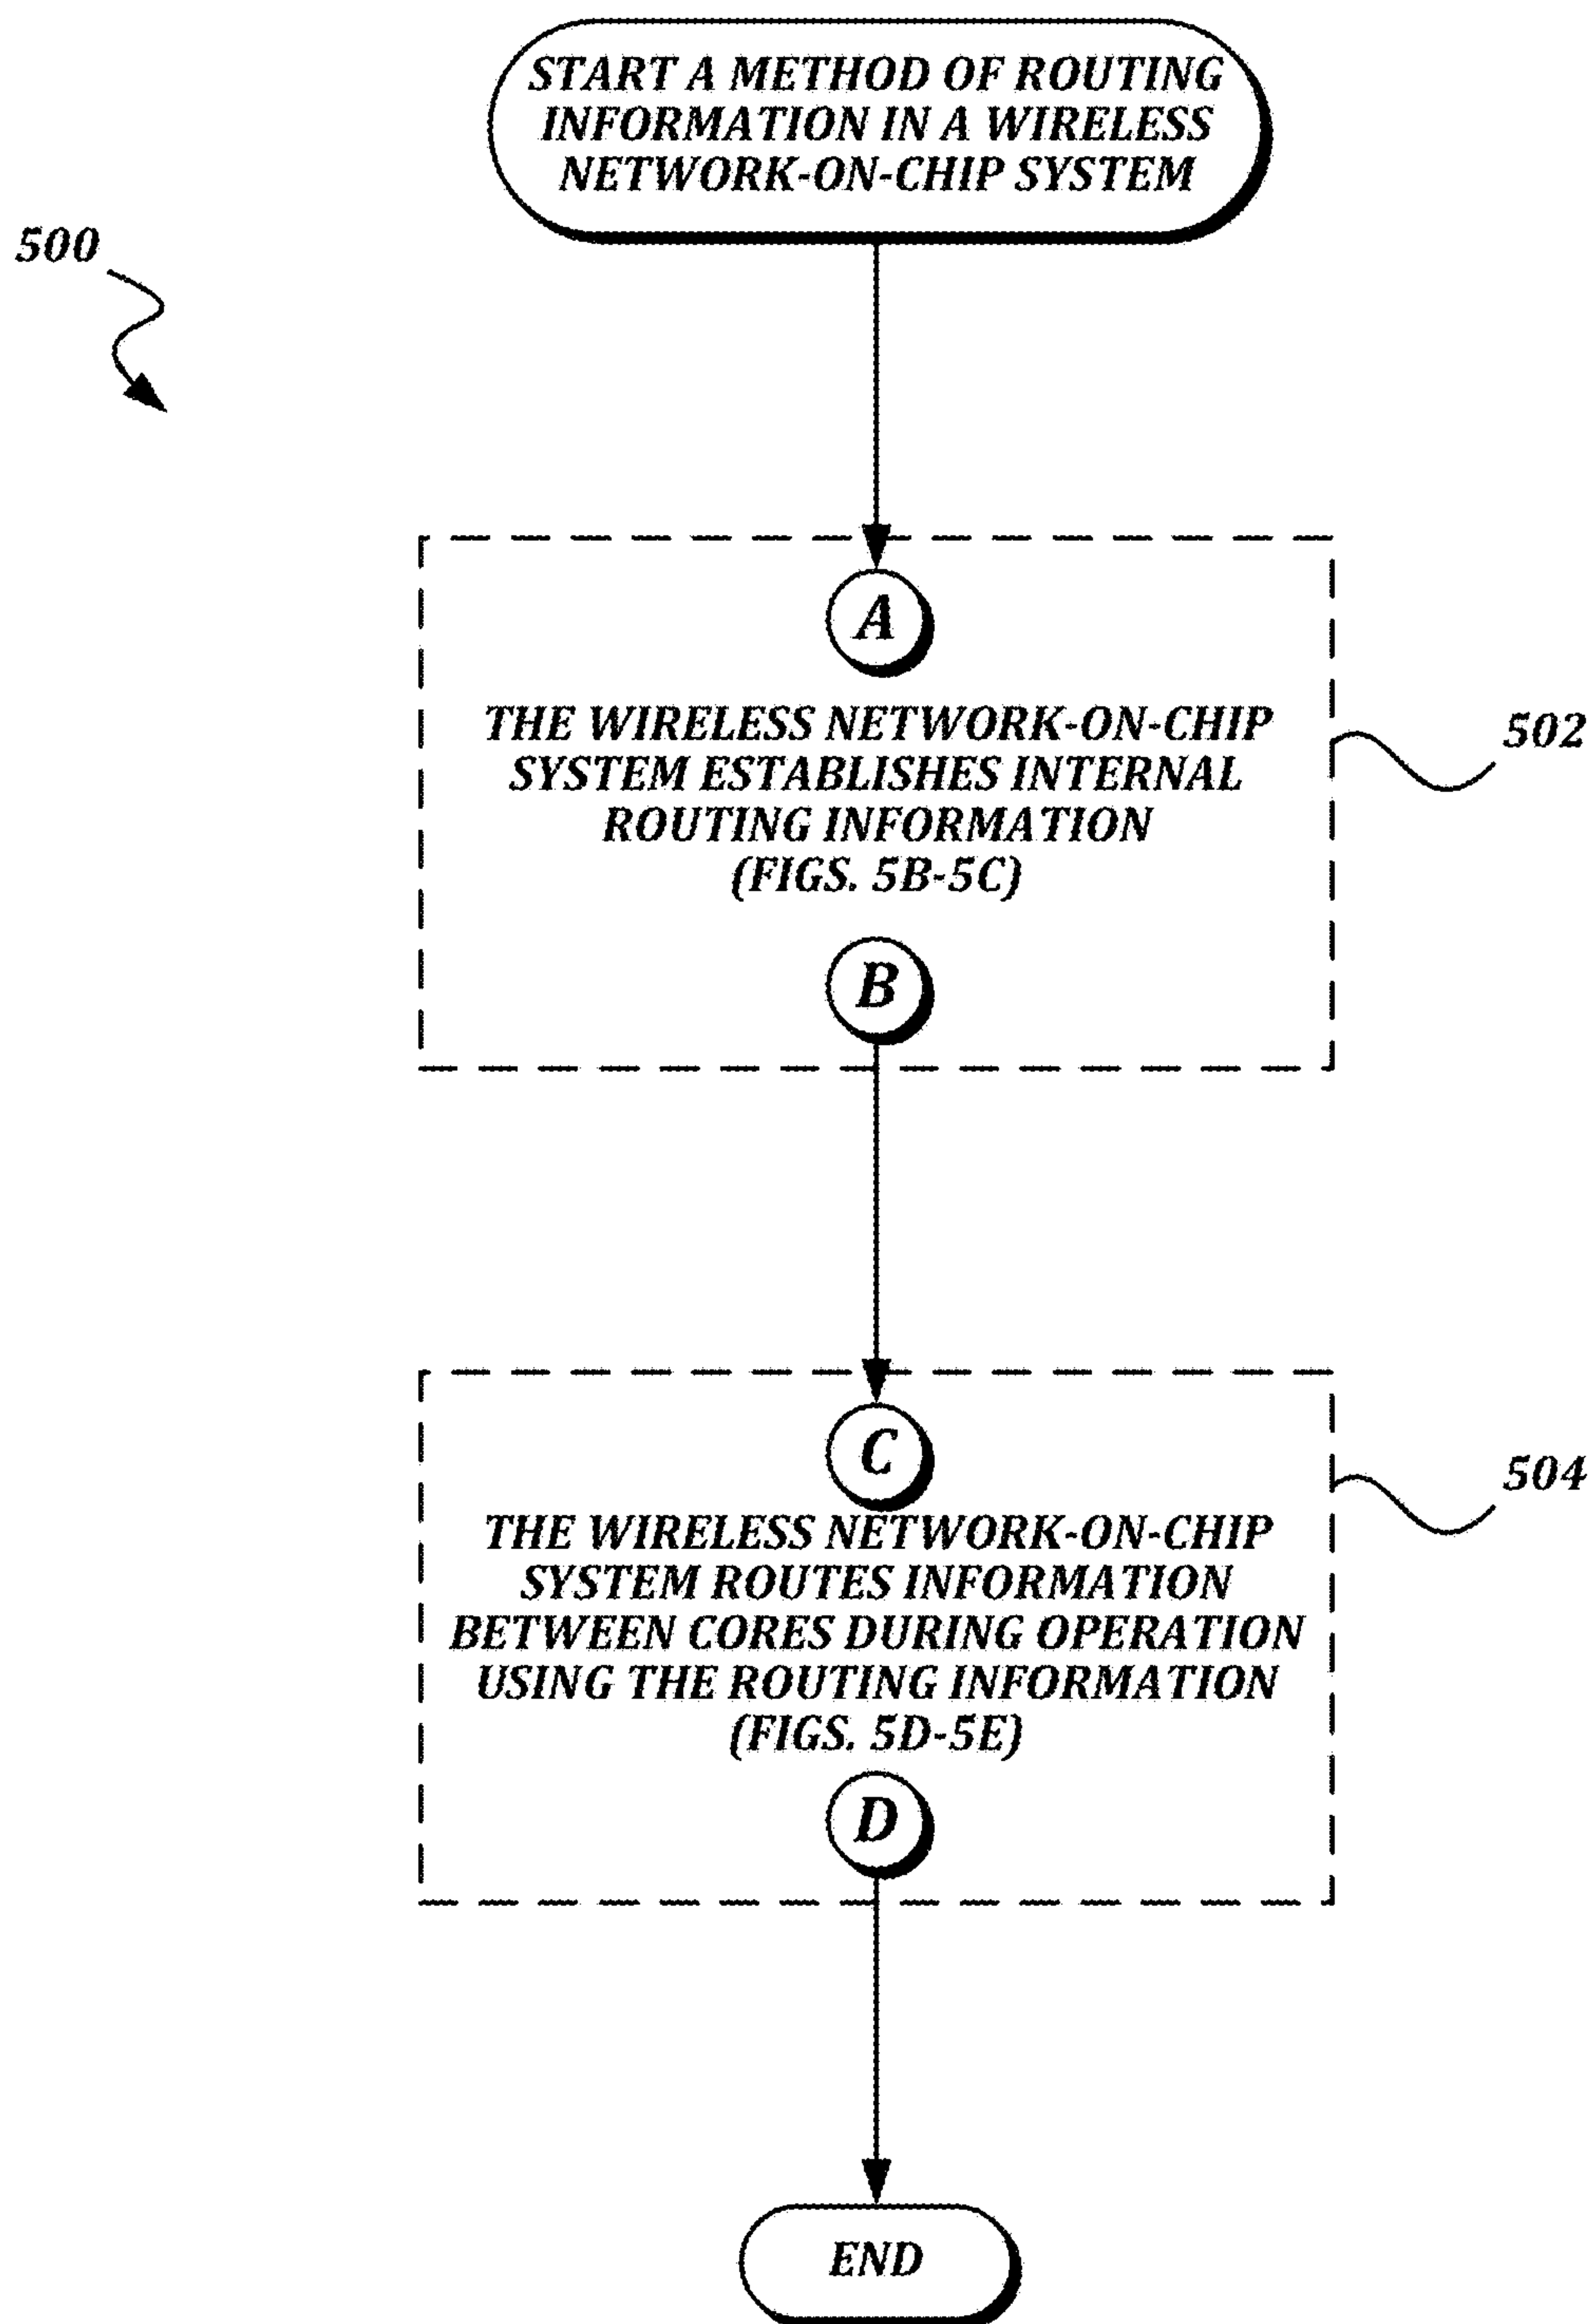 START A METHOD OF ROUTING
INFORMATION IN A WIRELESS
NETWORK-ON-CHIP SYSTEM
500
A
THE WIRELESS NETWORK-ON-CHIP
SYSTEM ESTABLISHES INTERNAL
ROUTING INFORMATION
(FIGS. 5B-5C)
502
B
C
THE WIRELESS NETWORK-ON-CHIP
SYSTEM ROUTES INFORMATION
BETWEEN CORES DURING OPERATION
USING THE ROUTING INFORMATION
(FIGS. 5D-5E)
504
D
END